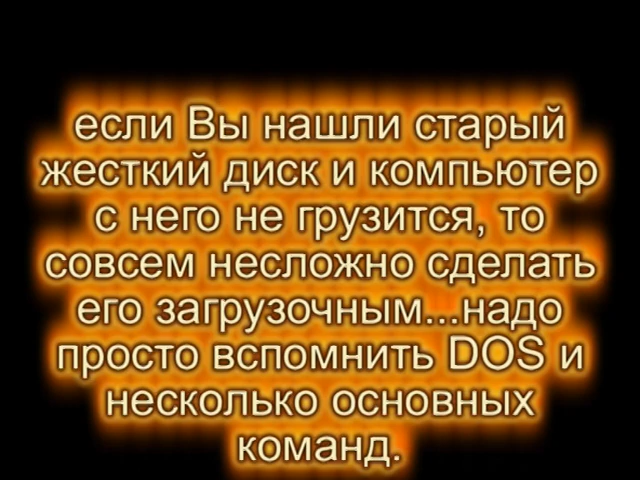 если Вы нашли старый
жесткий диск и компьютер
с него не грузится, то
совсем несложно сделать
его загрузочным...надо
просто вспомнить DOS и
несколько основных
команд.